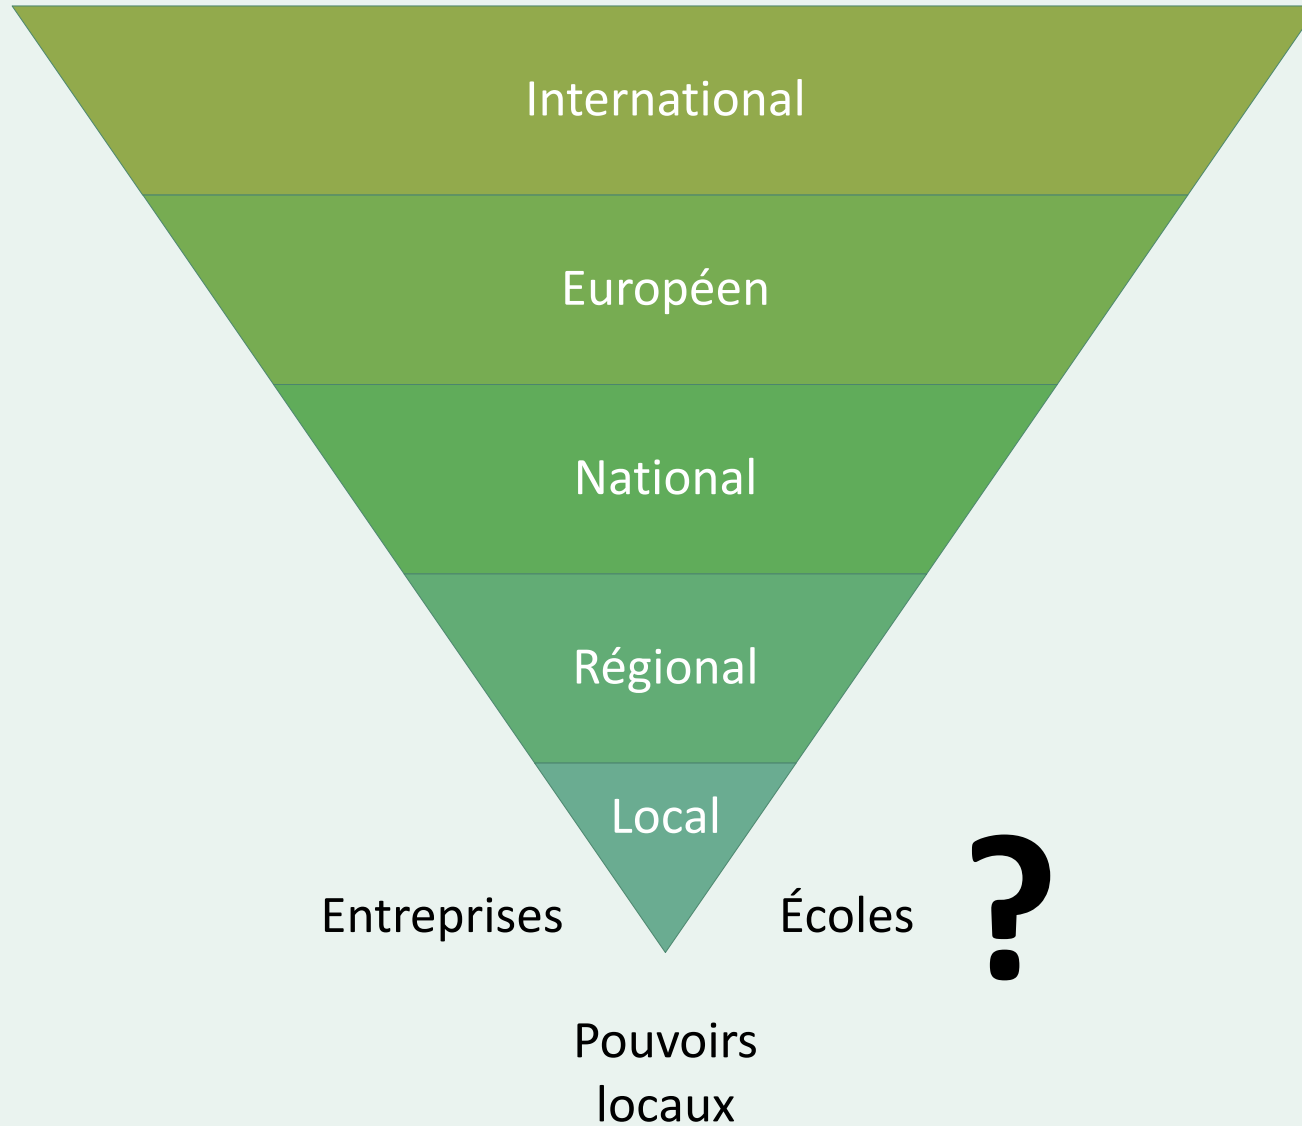 International
Européen
National
Régional
Local
Entreprises
Écoles
?
Pouvoirs
locaux